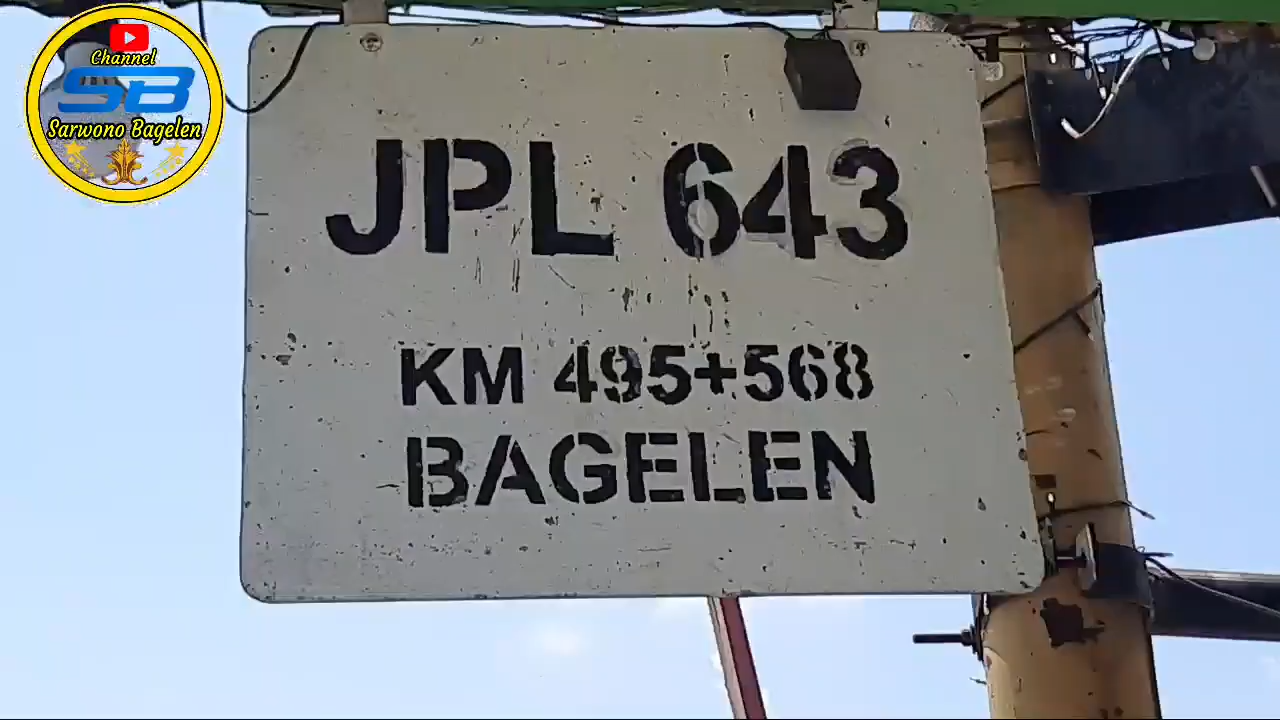 Channel
SB
Sarwono Bagelen
JPL 643
KM 495+568
BAGELEN